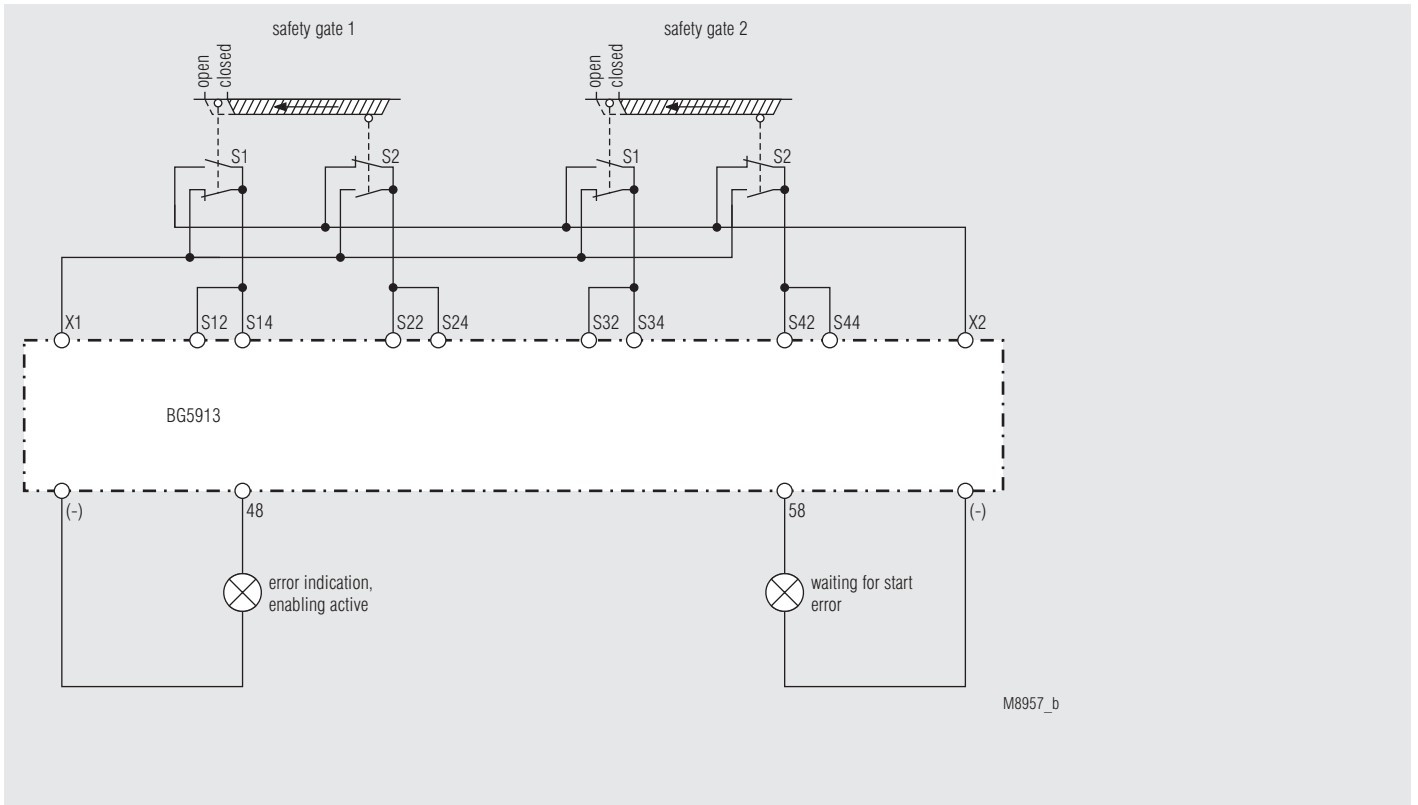 safety gate 1
safety gate 2
open
closed
open
closed
S1
S2
S1
S2
X1
S12
S14
S22
S24
S32
S34
S42
S44
X2
BG5913
(-)
48
58
(-)
error indication,
enabling active
waiting for start
error
M8957_b